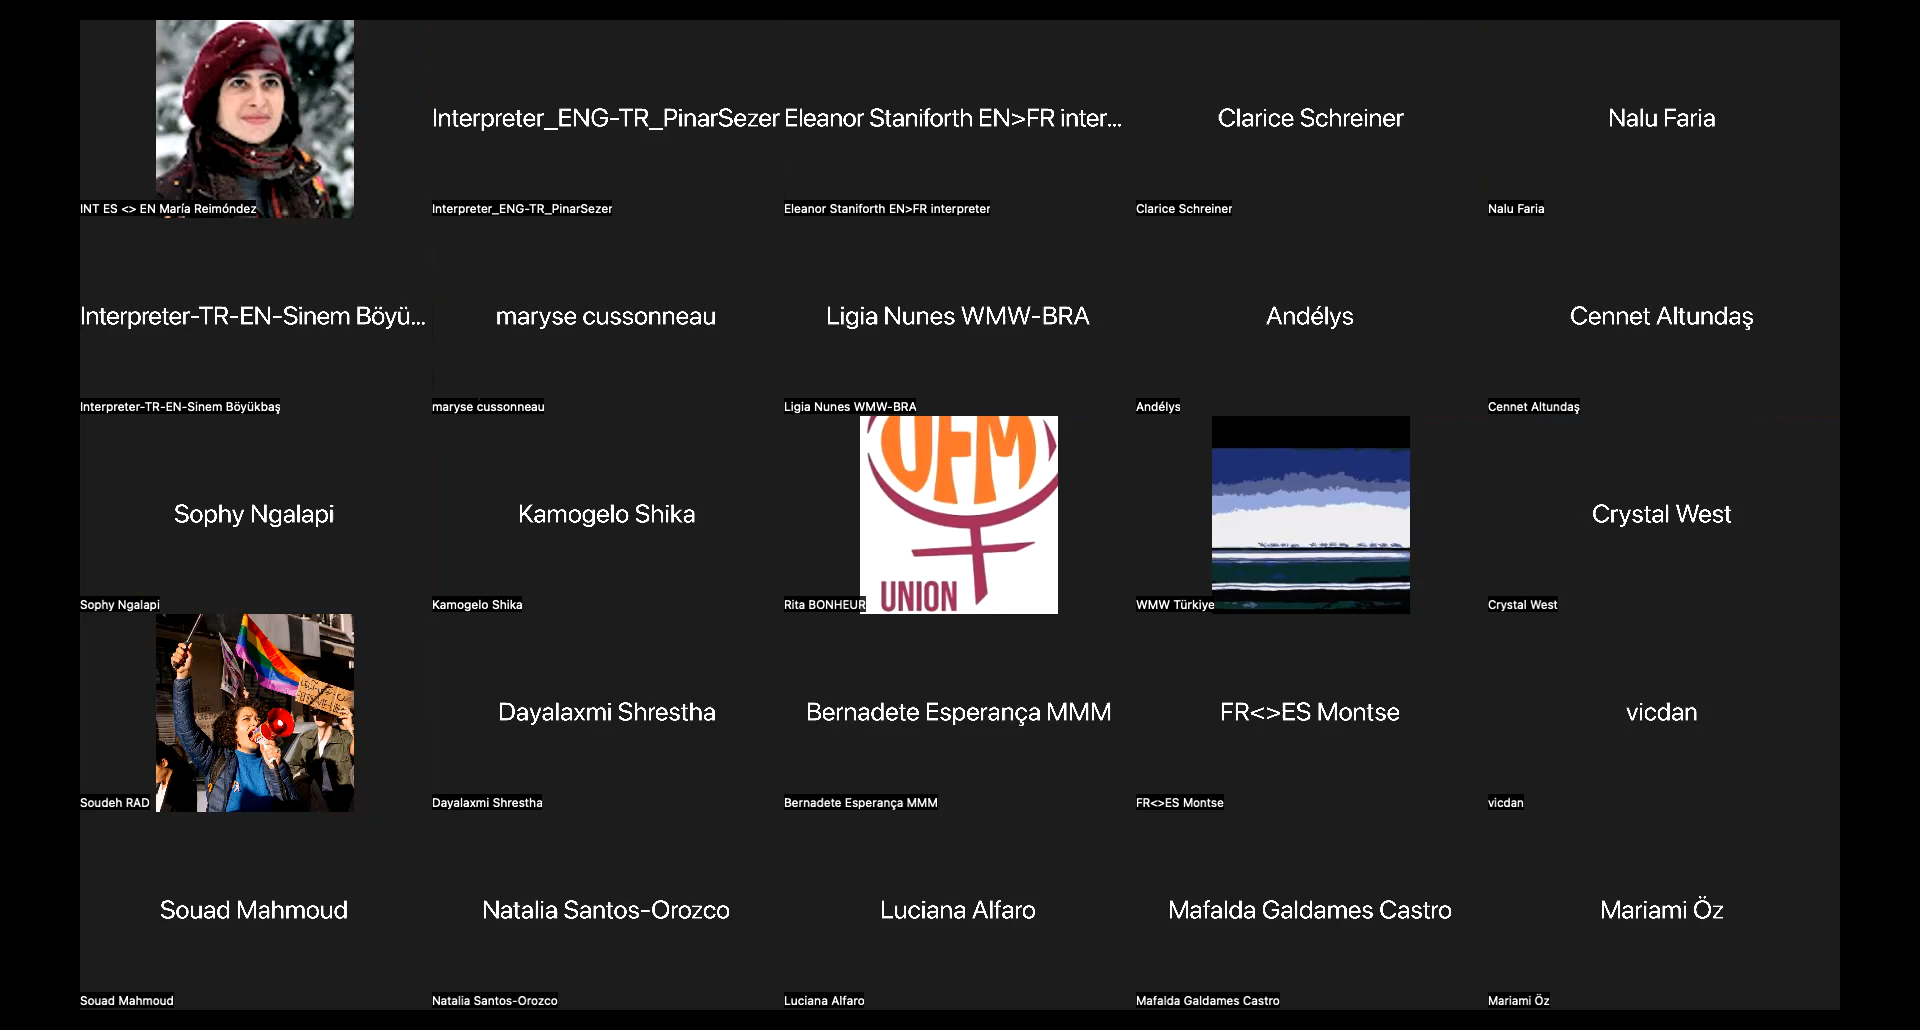 Interpreter_ENG-TR_PinarSezer
Eleanor Staniforth EN>FR inter...
Clarice Schreiner
Nalu Faria
INT ES <> EN María Reimóndez
Interpreter_ENG-TR_PinarSezer
Eleanor Staniforth EN>FR interpreter
Clarice Schreiner
Nalu Faria
Interpreter-TR-EN-Sinem Böyü...
maryse cussonneau
Ligia Nunes WMW-BRA
Andélys
Cennet Altundaş
Interpreter-TR-EN-Sinem Böyükbaş
maryse cussonneau
Ligia Nunes WMW-BRA
Andélys
Cennet Altundaş
UFM
Sophy Ngalapi
Kamogelo Shika
Crystal West
UNION
Sophy Ngalapi
Kamogelo Shika
Rita BONHEUR
WMW Türkiye
Crystal West
Dayalaxmi Shrestha
Bernadete Esperança MMM
FR<>ES Montse
vicdan
Soudeh RAD
Dayalaxmi Shrestha
Bernadete Esperança MMM
FR<>ES Montse
vicdan
Souad Mahmoud
Natalia Santos-Orozco
Luciana Alfaro
Mafalda Galdames Castro
Mariami Öz
Souad Mahmoud
Natalia Santos-Orozco
Luciana Alfaro
Mafalda Galdames Castro
Mariami Öz